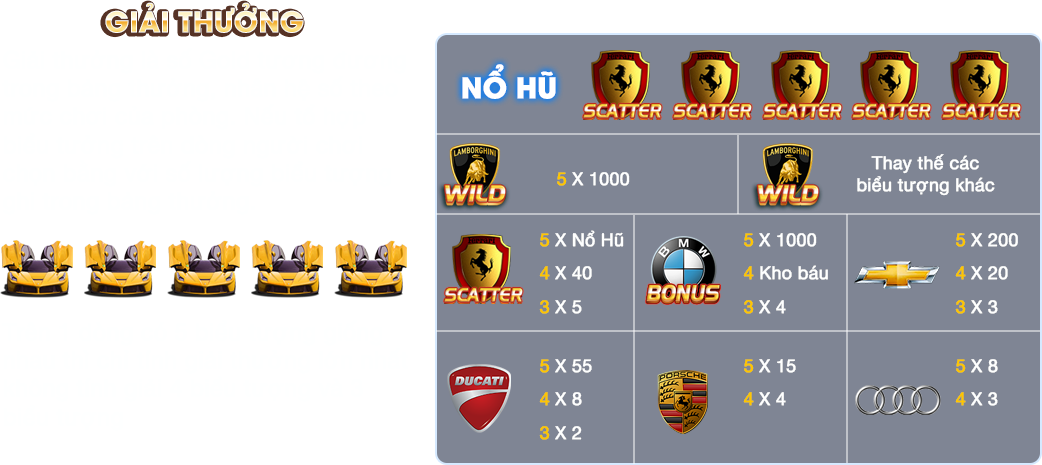 GIẢI THƯỞNG
NỔ HŨ
SCATTER SCATTER SCATTER SCATTER SCATTER
LAMBORGHINI
WILD
5 X 1000
LAMBORGHINI
WILD
Thay thế các
biểu tượng khác
SCATTER
5 X Nổ Hũ
4 X 40
3 X 5
BMW
BONUS
5 X 1000
4 Kho báu
3 X 4
5 X 200
4 X 20
3 X 3
DUCATI
5 X 55
4 X 8
3 X 2
PORSCHE
5 X 15
4 X 4
5 X 8
4 X 3